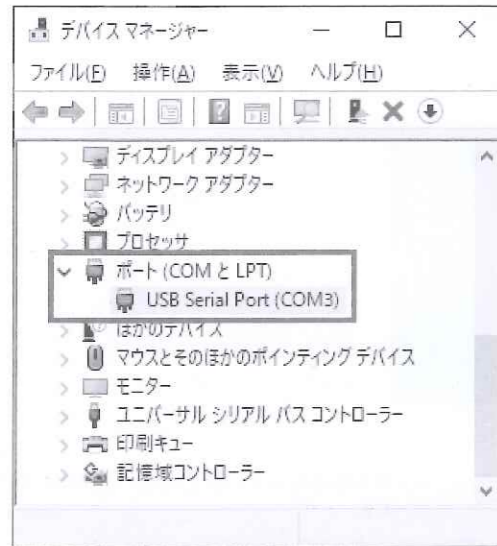 デバイス マネージャー
ファイル(F) 操作(A) 表示(V) ヘルプ(H)
ディスプレイ アダプター
ネットワーク アダプター
バッテリ
プロセッサ
ポート (COM と LPT)
USB Serial Port (COM3)
ほかのデバイス
マウスとそのほかのポインティング デバイス
モニター
ユニバーサル シリアル バス コントローラー
印刷キュー
記憶域コントローラー